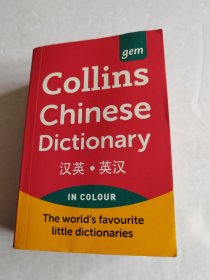 gem
Collins
Chinese
Dictionary
汉英·英汉
IN COLOUR
The world's favourite
little dictionaries